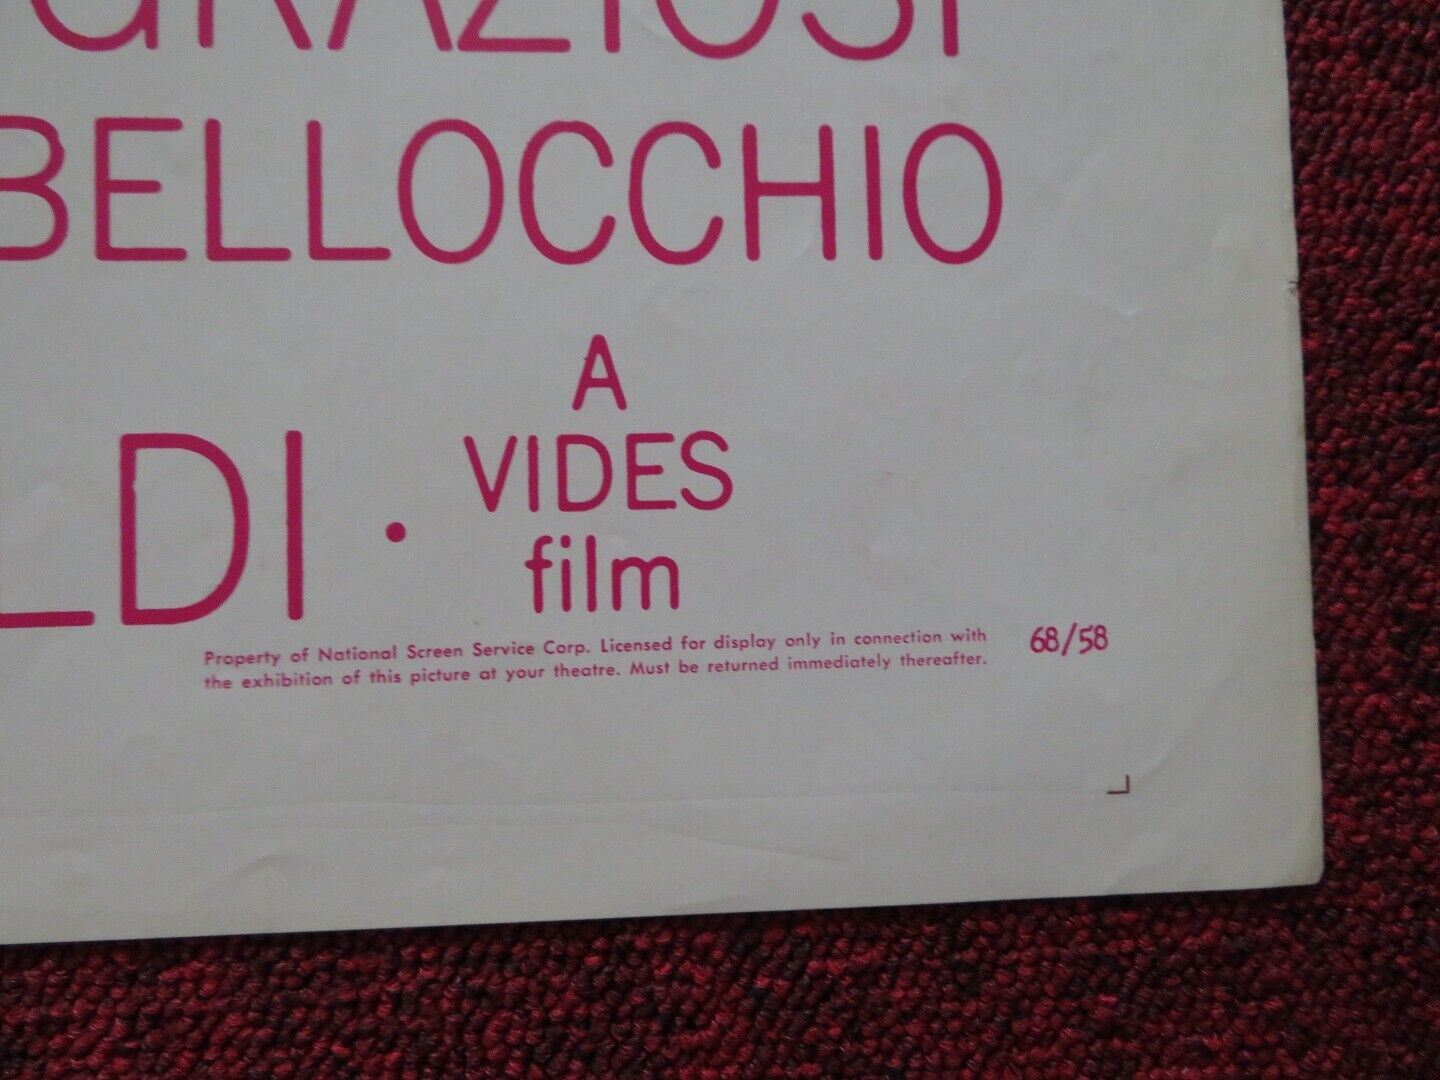 GRAZIOSI
BELLOCCHIO
LDI · A
VIDES
film
Property of National Screen Service Corp. Licensed for display only in connection with
the exhibition of this picture at your theatre. Must be returned immediately thereafter.
68/58